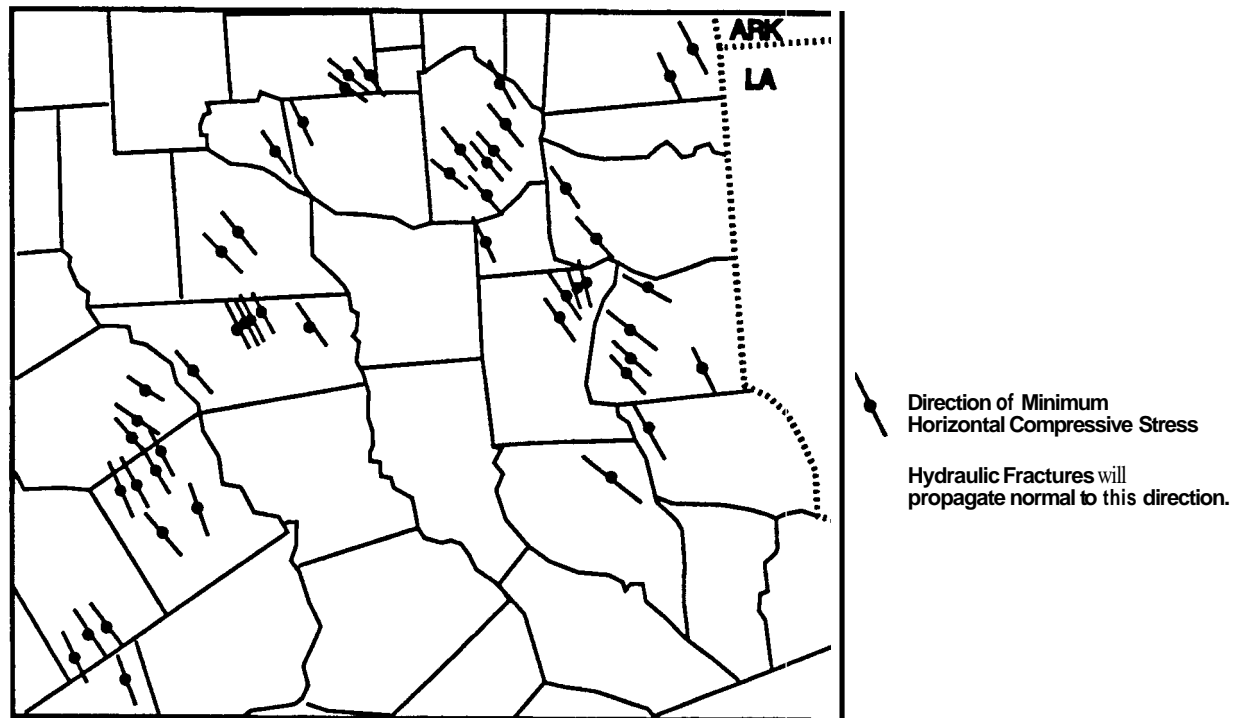 ARK
LA
Direction of Minimum
Horizontal Compressive Stress
Hydraulic Fractures will
propagate normal to this direction.